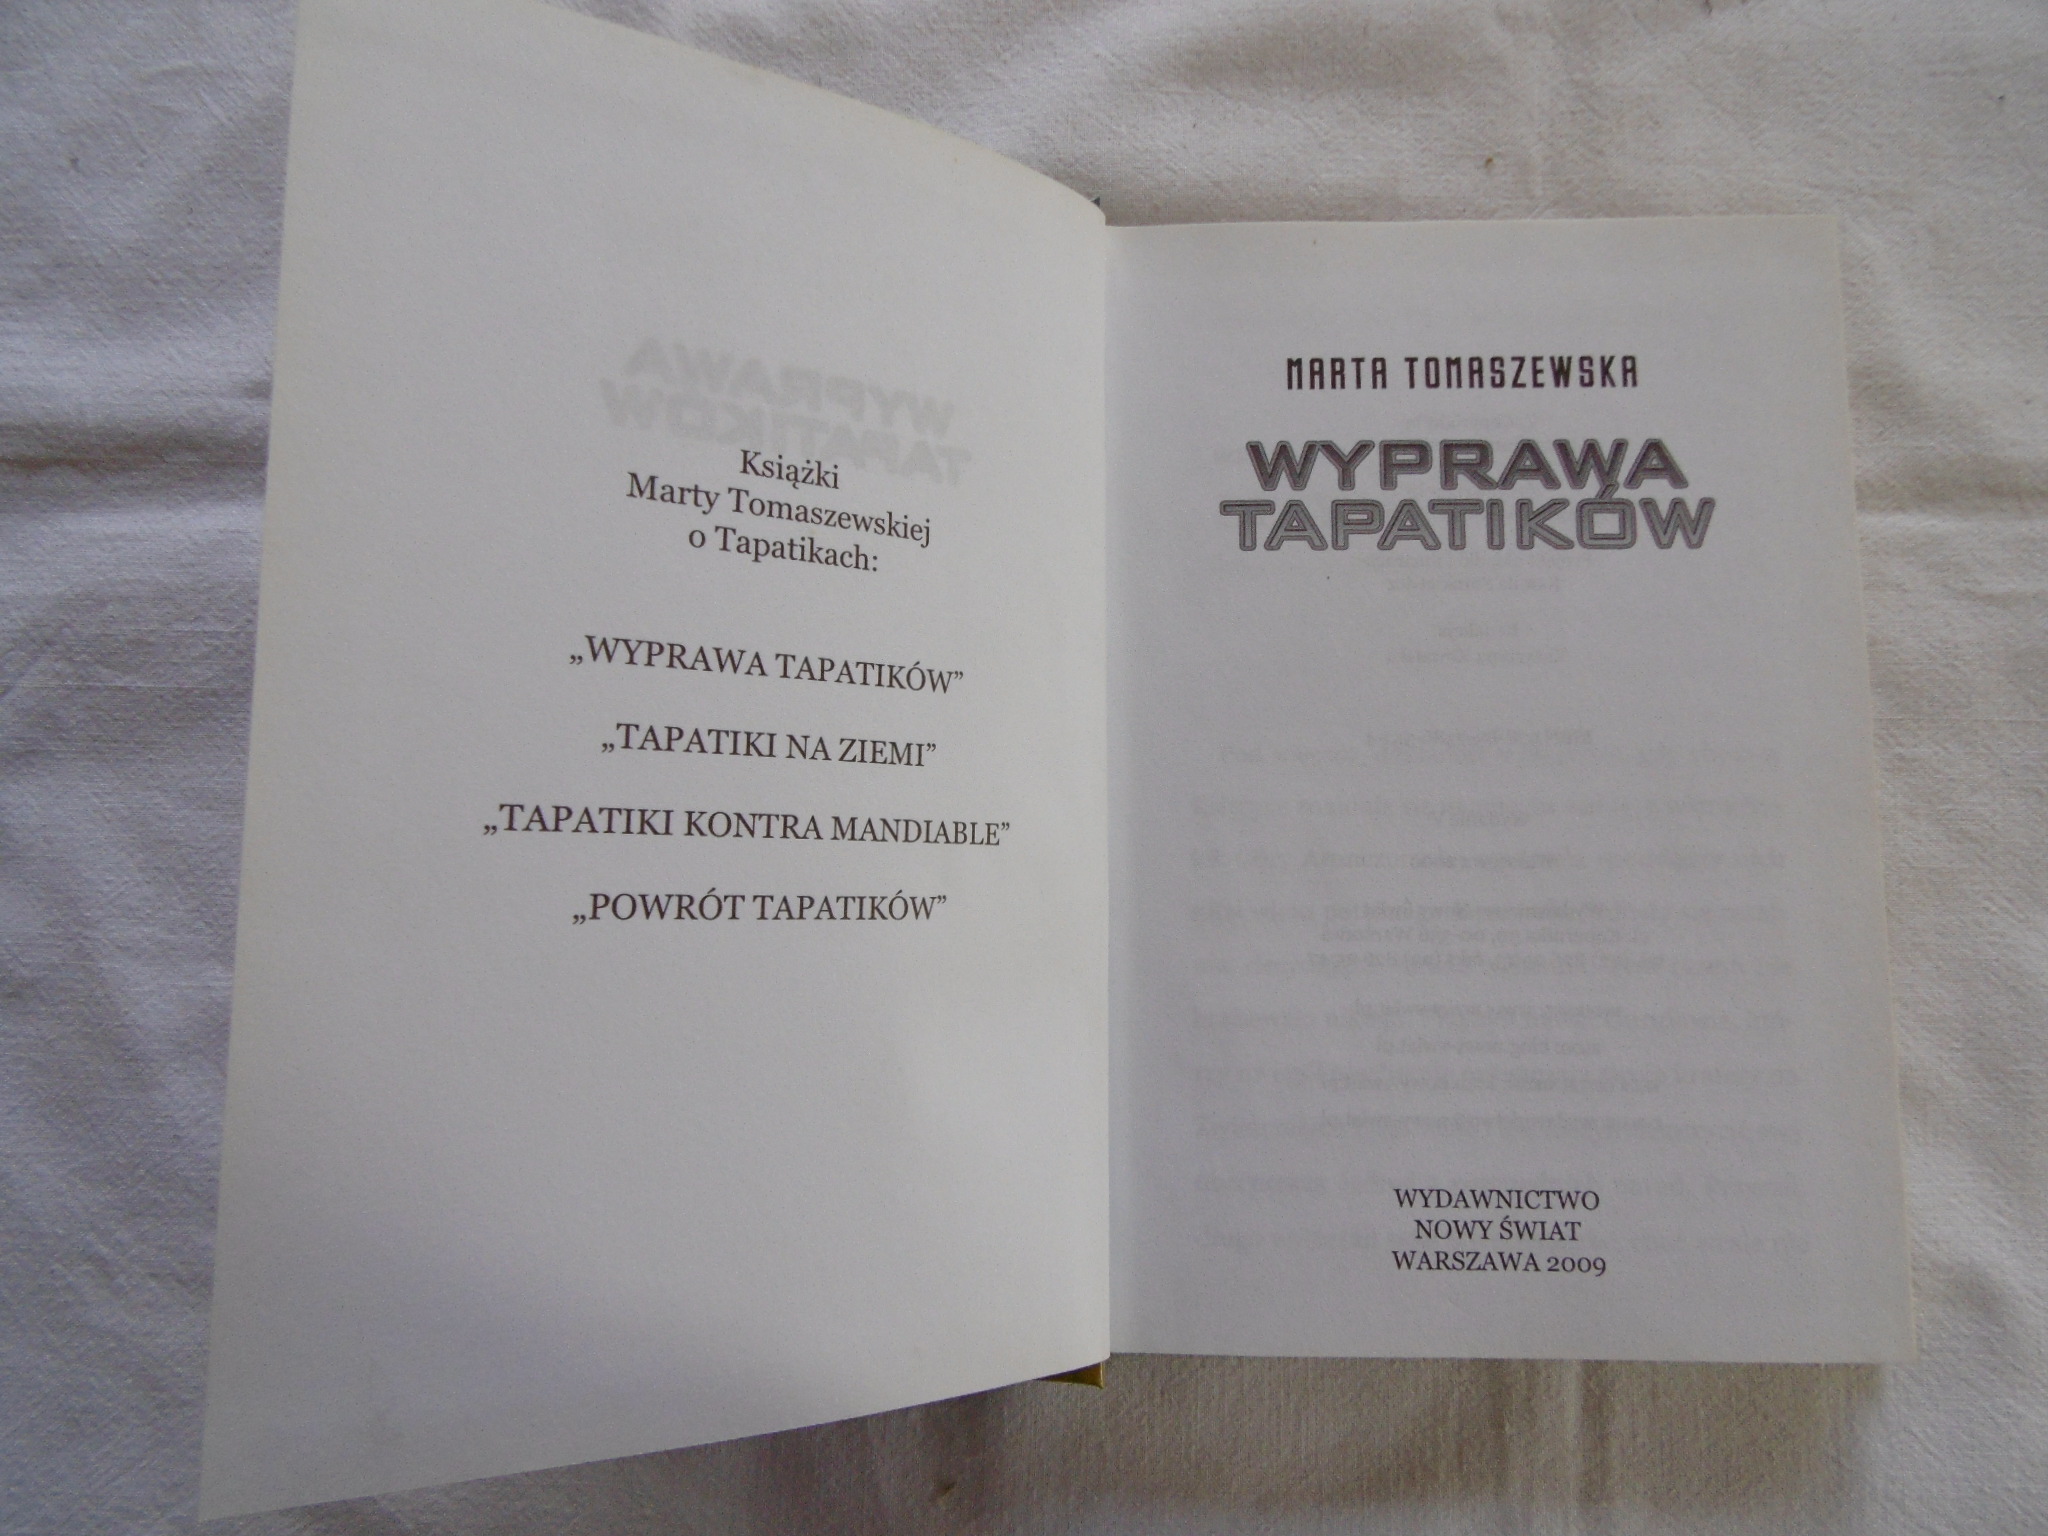 Książki
Marty Tomaszewskiej
o Tapatikach:
„WYPRAWA TAPATIKÓW”
„TAPATIKI NA ZIEMI”
„TAPATIKI KONTRA MANDIABLE”
„POWRÓT TAPATIKÓW”
MARTA TOMASZEWSKA
WYPRAWA
TAPATIKÓW
WYDAWNICTWO
NOWY ŚWIAT
WARSZAWA 2009